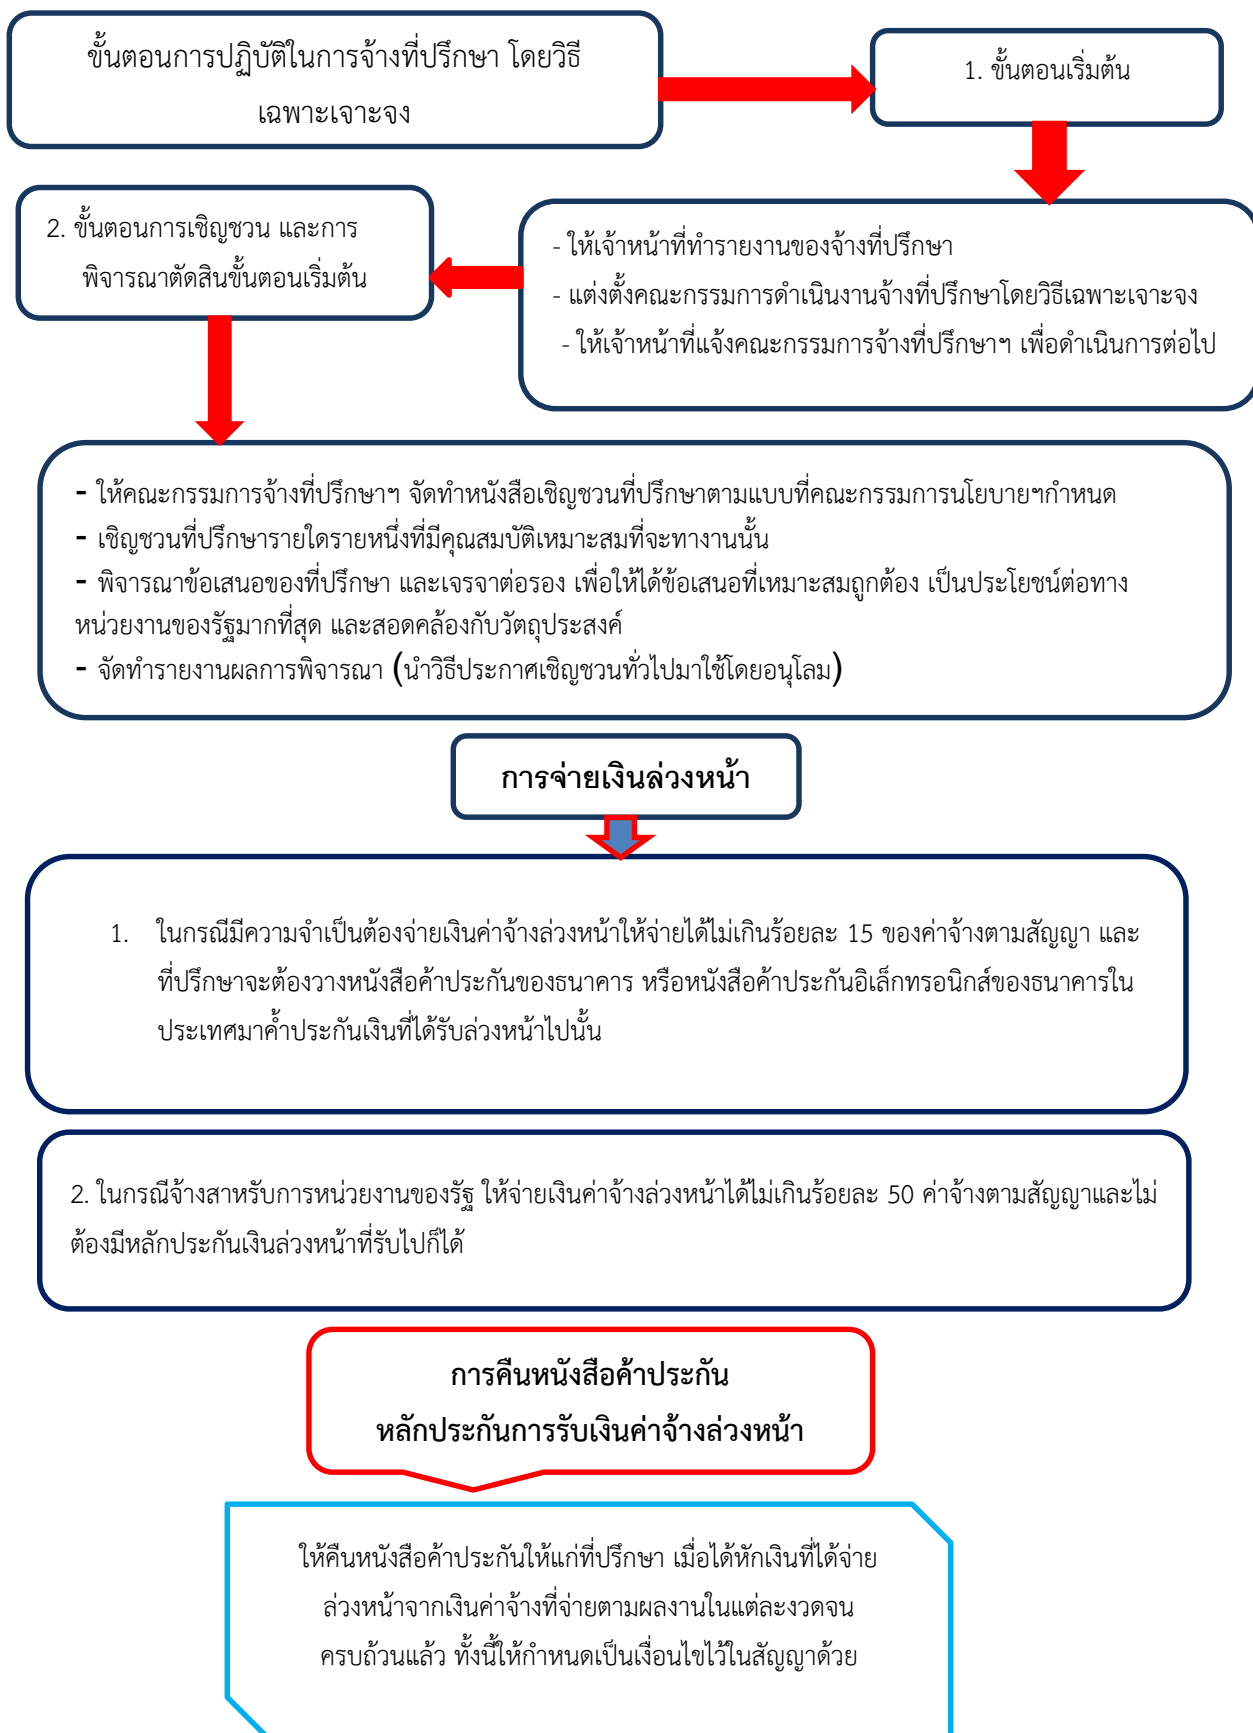 ขั้นตอนการปฏิบัติในการจ้างที่ปรึกษา โดยวิธี
เฉพาะเจาะจง
1. ขั้นตอนเริ่มต้น
- ให้เจ้าหน้าที่ทำรายงานของจ้างที่ปรึกษา
- แต่งตั้งคณะกรรมการดำเนินงานจ้างที่ปรึกษาโดยวิธีเฉพาะเจาะจง
- ให้เจ้าหน้าที่แจ้งคณะกรรมการจ้างที่ปรึกษาฯ เพื่อดำเนินการต่อไป
2. ขั้นตอนการเชิญชวน และการ
พิจารณาตัดสินขั้นตอนเริ่มต้น
- ให้คณะกรรมการจ้างที่ปรึกษาฯ จัดทำหนังสือเชิญชวนที่ปรึกษาตามแบบที่คณะกรรมการนโยบายฯกำหนด
- เชิญชวนที่ปรึกษารายใดรายหนึ่งที่มีคุณสมบัติเหมาะสมที่จะทางานนั้น
- พิจารณาข้อเสนอของที่ปรึกษา และเจรจาต่อรอง เพื่อให้ได้ข้อเสนอที่เหมาะสมถูกต้อง เป็นประโยชน์ต่อทาง
หน่วยงานของรัฐมากที่สุด และสอดคล้องกับวัตถุประสงค์
- จัดทำรายงานผลการพิจารณา (นำวิธีประกาศเชิญชวนทั่วไปมาใช้โดยอนุโลม)
การจ่ายเงินล่วงหน้า
1. ในกรณีมีความจำเป็นต้องจ่ายเงินค่าจ้างล่วงหน้าให้จ่ายได้ไม่เกินร้อยละ 15 ของค่าจ้างตามสัญญา และ
ที่ปรึกษาจะต้องวางหนังสือค้าประกันของธนาคาร หรือหนังสือค้าประกันอิเล็กทรอนิกส์ของธนาคารใน
ประเทศมาค้ำประกันเงินที่ได้รับล่วงหน้าไปนั้น
2. ในกรณีจ้างสาหรับการหน่วยงานของรัฐ ให้จ่ายเงินค่าจ้างล่วงหน้าได้ไม่เกินร้อยละ 50 ค่าจ้างตามสัญญาและไม่
ต้องมีหลักประกันเงินล่วงหน้าที่รับไปก็ได้
การคืนหนังสือค้าประกัน
หลักประกันการรับเงินค่าจ้างล่วงหน้า
ให้คืนหนังสือค้าประกันให้แก่ที่ปรึกษา เมื่อได้หักเงินที่ได้จ่าย
ล่วงหน้าจากเงินค่าจ้างที่จ่ายตามผลงานในแต่ละงวดจน
ครบถ้วนแล้ว ทั้งนี้ให้กำหนดเป็นเงื่อนไขไว้ในสัญญาด้วย